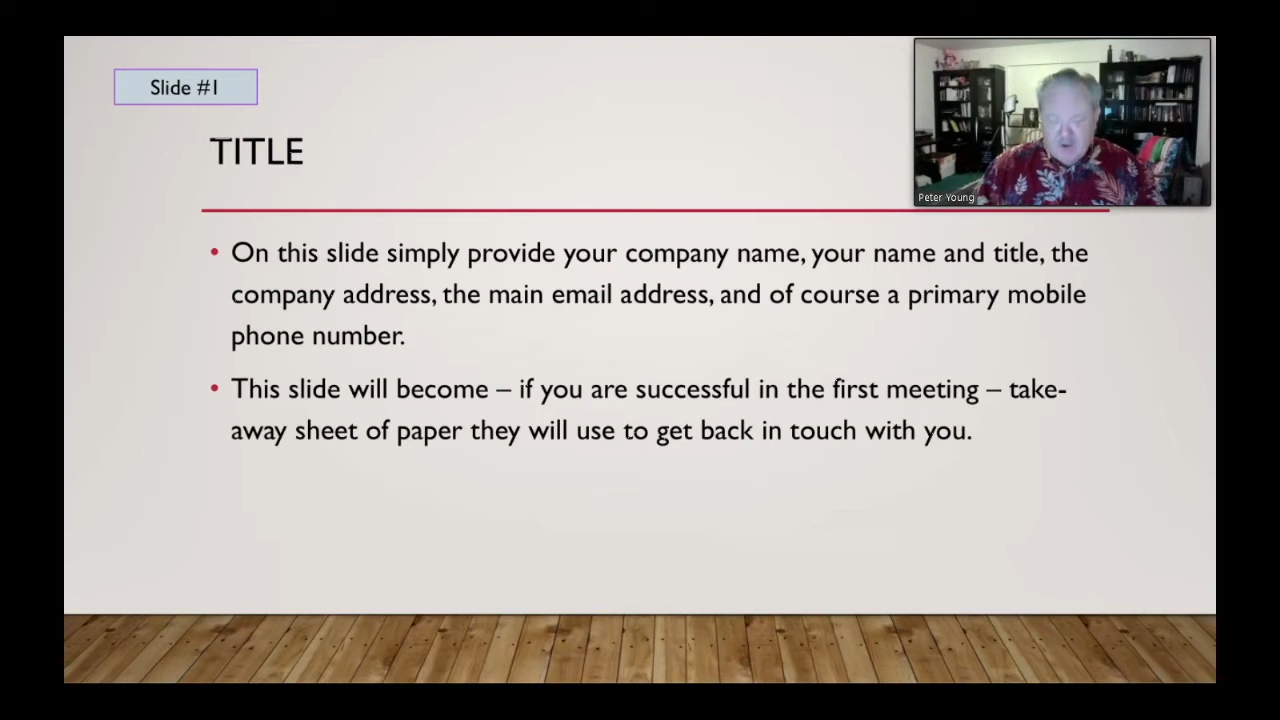 Slide #1
TITLE
Peter Young
• On this slide simply provide your company name, your name and title, the
company address, the main email address, and of course a primary mobile
phone number.
• This slide will become – if you are successful in the first meeting – take-
away sheet of paper they will use to get back in touch with you.